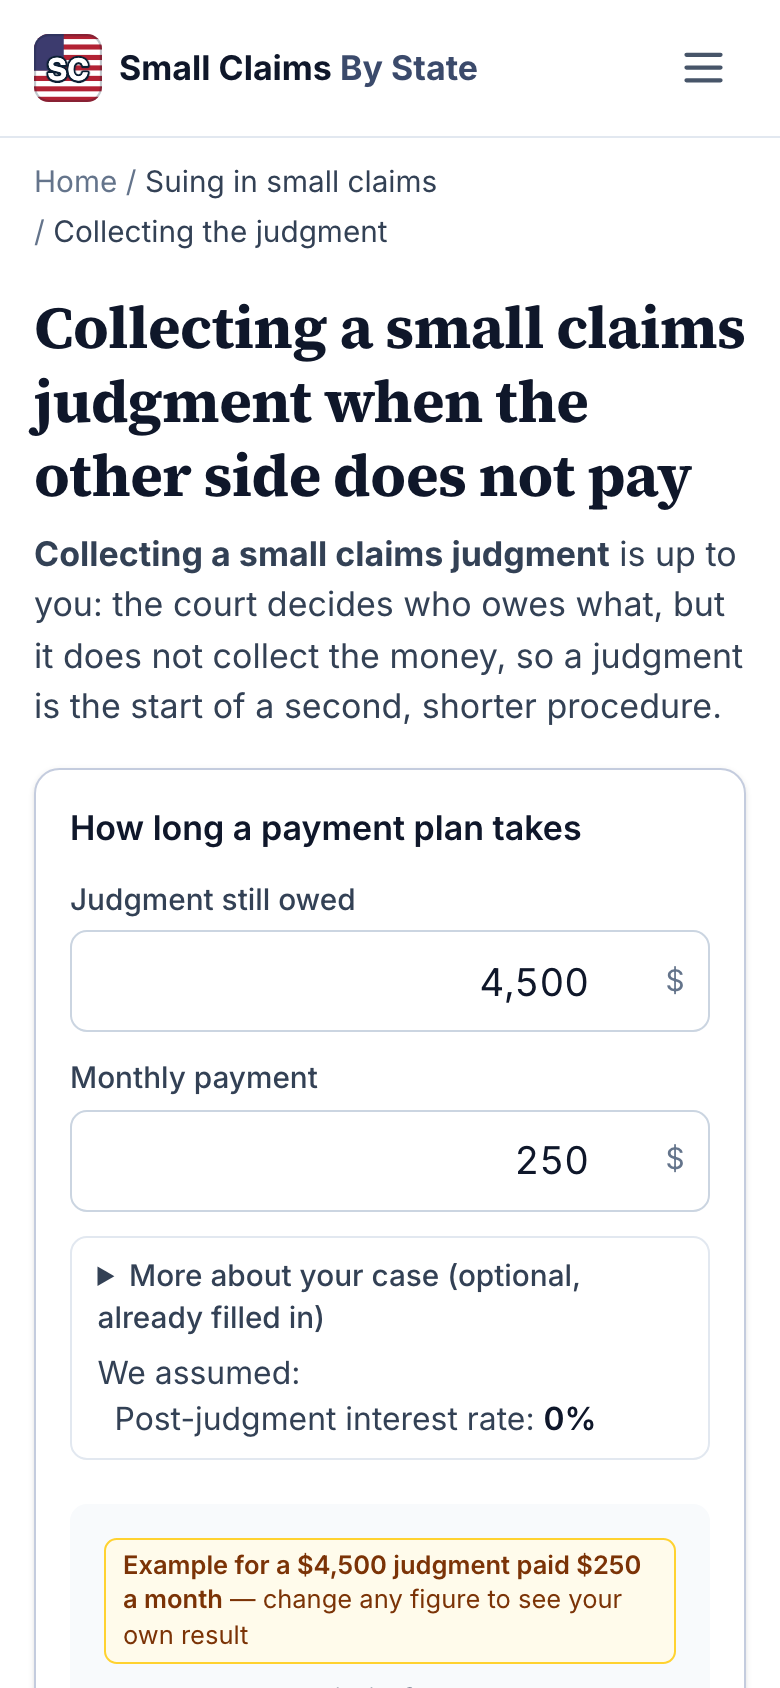 SC Small Claims By State
Home / Suing in small claims
/ Collecting the judgment
Collecting a small claims
judgment when the
other side does not pay
Collecting a small claims judgment is up to
you: the court decides who owes what, but
it does not collect the money, so a judgment
is the start of a second, shorter procedure.
How long a payment plan takes
Judgment still owed
4,500 $
Monthly payment
250 $
▶ More about your case (optional,
already filled in)
We assumed:
Post-judgment interest rate: 0%
Example for a $4,500 judgment paid $250
a month — change any figure to see your
own result